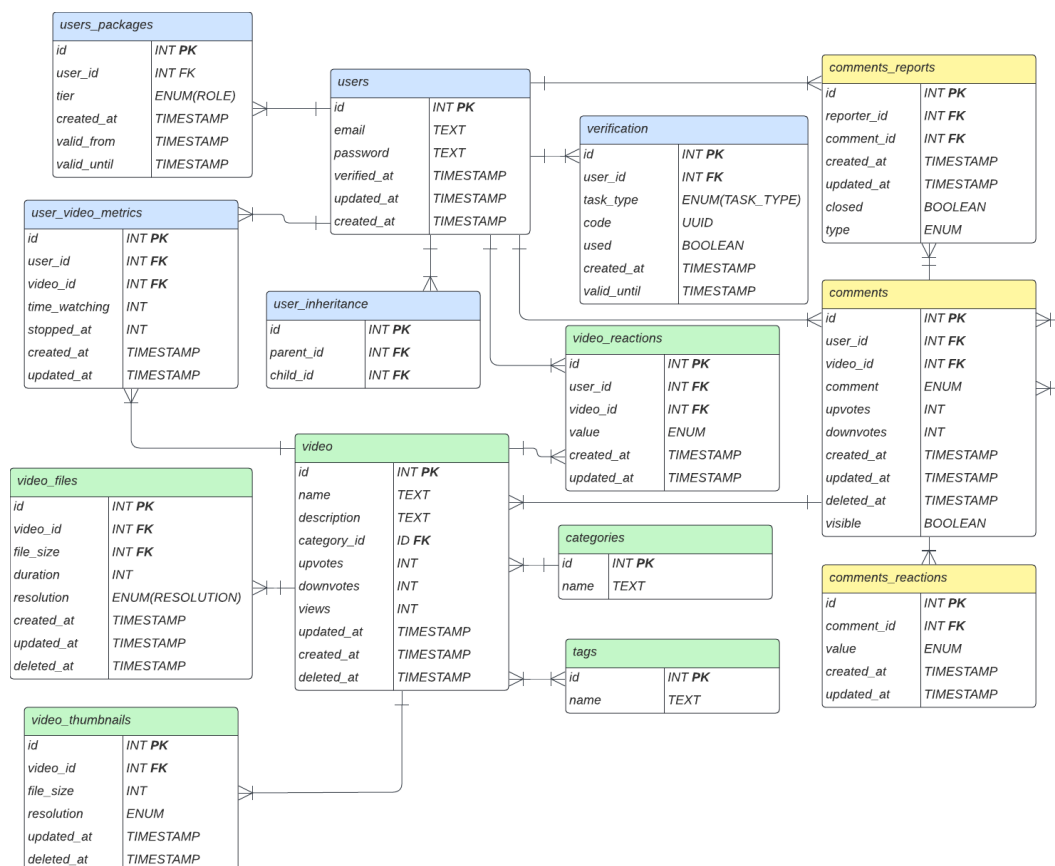 users_packages
id INT PK
user_id INT FK
tier ENUM(ROLE)
created_at TIMESTAMP
valid_from TIMESTAMP
valid_until TIMESTAMP
users
id INT PK
email TEXT
password TEXT
verified_at TIMESTAMP
updated_at TIMESTAMP
created_at TIMESTAMP
verification
id INT PK
user_id INT FK
task_type ENUM(TASK_TYPE)
code UUID
used BOOLEAN
created_at TIMESTAMP
valid_until TIMESTAMP
comments_reports
id INT PK
reporter_id INT FK
comment_id INT FK
created_at TIMESTAMP
updated_at TIMESTAMP
closed BOOLEAN
type ENUM
user_video_metrics
id INT PK
user_id INT FK
video_id INT FK
time_watching INT
stopped_at INT
created_at TIMESTAMP
updated_at TIMESTAMP
user_inheritance
id INT PK
parent_id INT FK
child_id INT FK
video_reactions
id INT PK
user_id INT FK
video_id INT FK
value ENUM
created_at TIMESTAMP
updated_at TIMESTAMP
comments
id INT PK
user_id INT FK
video_id INT FK
comment ENUM
upvotes INT
downvotes INT
created_at TIMESTAMP
updated_at TIMESTAMP
deleted_at TIMESTAMP
visible BOOLEAN
video_files
id INT PK
video_id INT FK
file_size INT FK
duration INT
resolution ENUM(RESOLUTION)
created_at TIMESTAMP
updated_at TIMESTAMP
deleted_at TIMESTAMP
video
id INT PK
name TEXT
description TEXT
category_id ID FK
upvotes INT
downvotes INT
views INT
updated_at TIMESTAMP
created_at TIMESTAMP
deleted_at TIMESTAMP
categories
id INT PK
name TEXT
comments_reactions
id INT PK
comment_id INT FK
value ENUM
created_at TIMESTAMP
updated_at TIMESTAMP
tags
id INT PK
name TEXT
video_thumbnails
id INT PK
video_id INT FK
file_size INT
resolution ENUM
updated_at TIMESTAMP
deleted_at TIMESTAMP